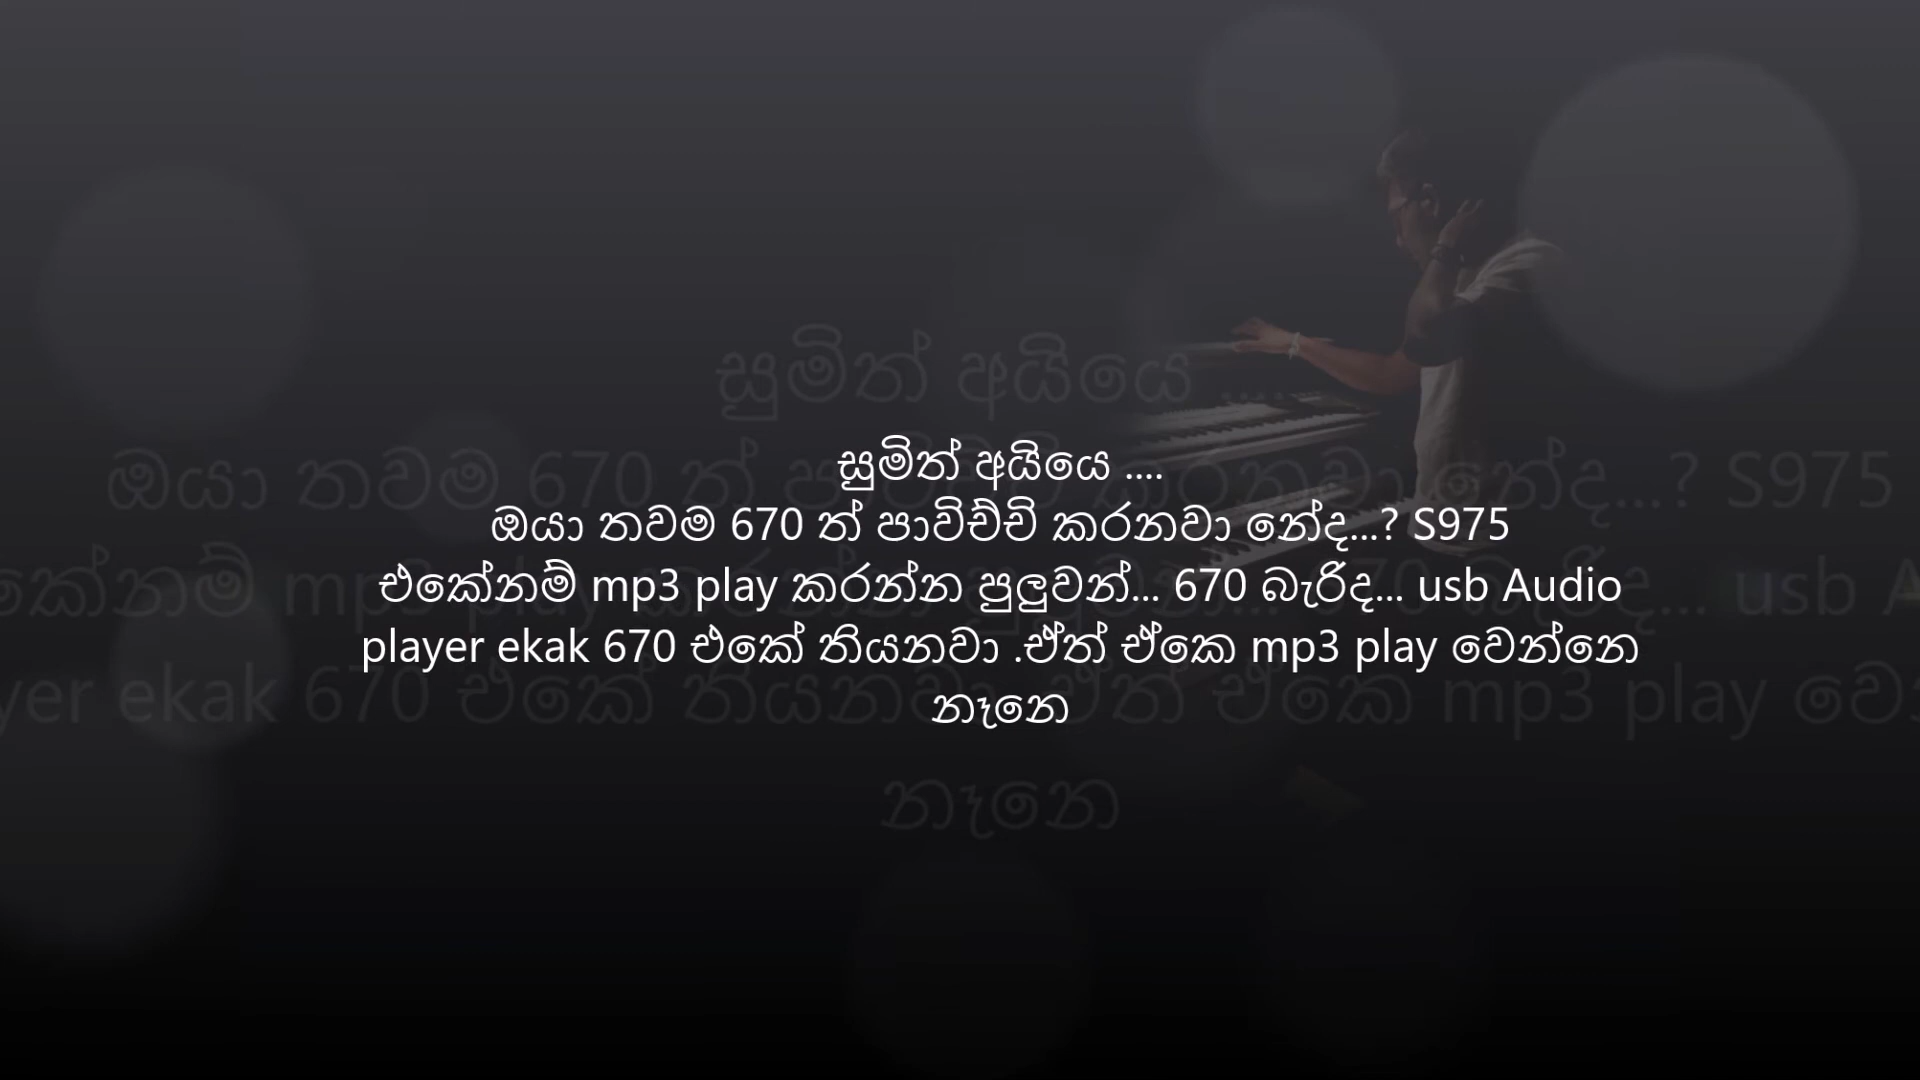 සුමිත් අයියෙ ....
ඔයා තවම 670 ත් පාවිච්චි කරනවා නේද...? S975
එකේනම් mp3 play කරන්න පුලුවන්... 670 බැරිද... usb Audio
player ekak 670 එකේ තියනවා .ඒත් ඒකෙ mp3 play වෙන්නෙ
නෑනෙ